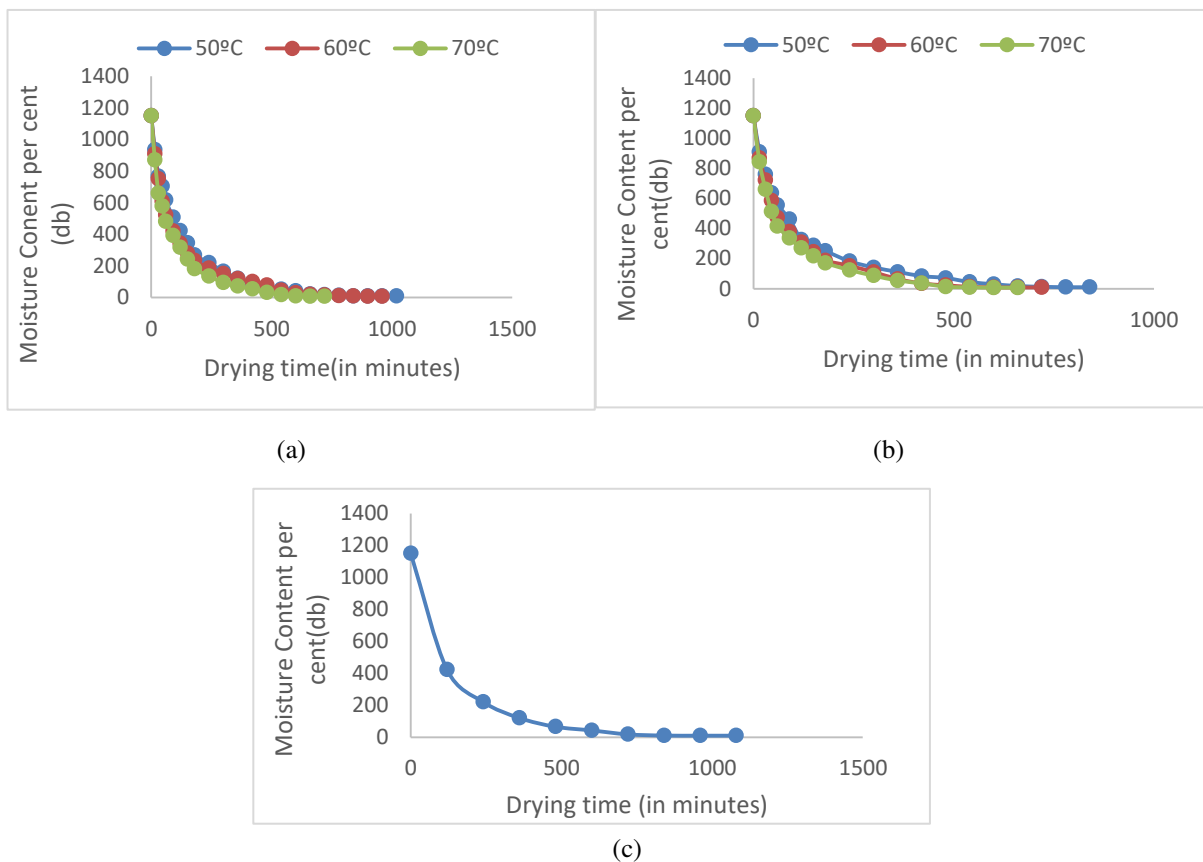 50ºC 60ºC 70ºC
Moisture Conent per cent
(db)
1400
1200
1000
800
600
400
200
0
0 500 1000 1500
Drying time(in minutes)
(a)
50ºC 60ºC 70ºC
Moisture Content per
cent(db)
1400
1200
1000
800
600
400
200
0
0 500 1000
Drying time (in minutes)
(b)
Moisture Content per
cent(db)
1400
1200
1000
800
600
400
200
0
0 500 1000 1500
Drying time (in minutes)
(c)